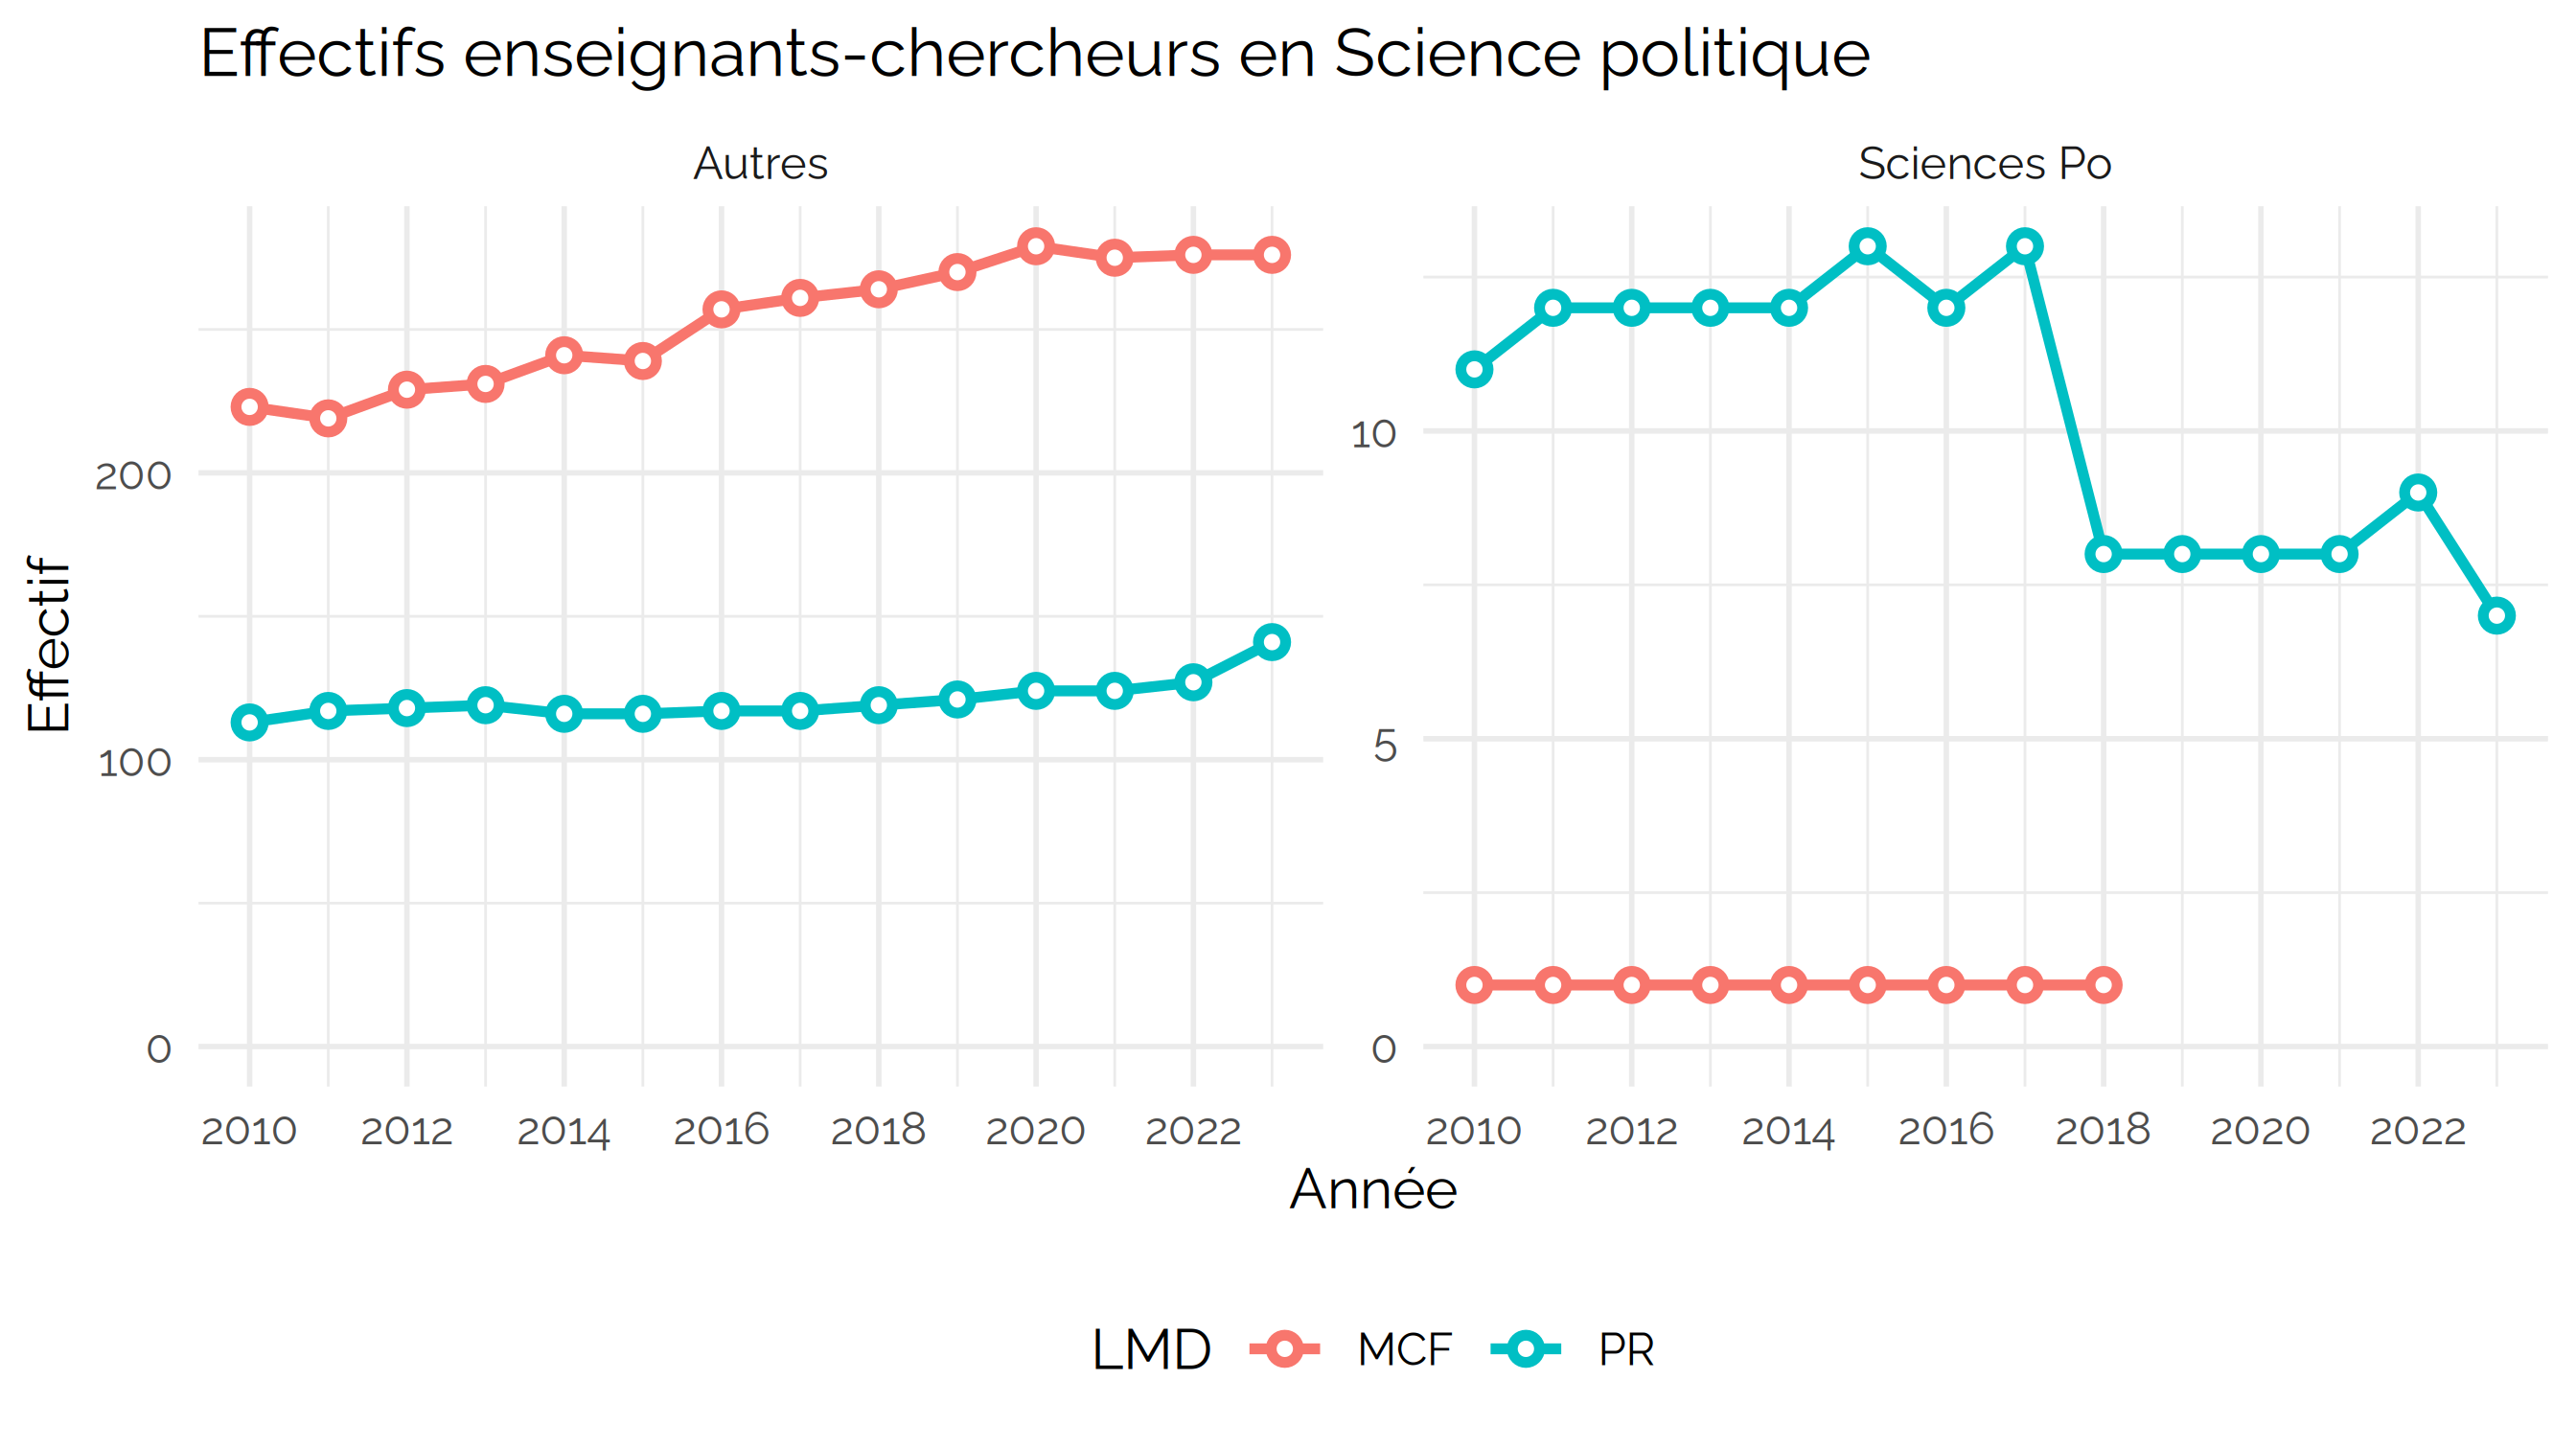 Effectifs enseignants-chercheurs en Science politique
Autres
Sciences Po
Effectif
200
100
0
10
5
0
2010 2012 2014 2016 2018 2020 2022
2010 2012 2014 2016 2018 2020 2022
Année
LMD MCF PR